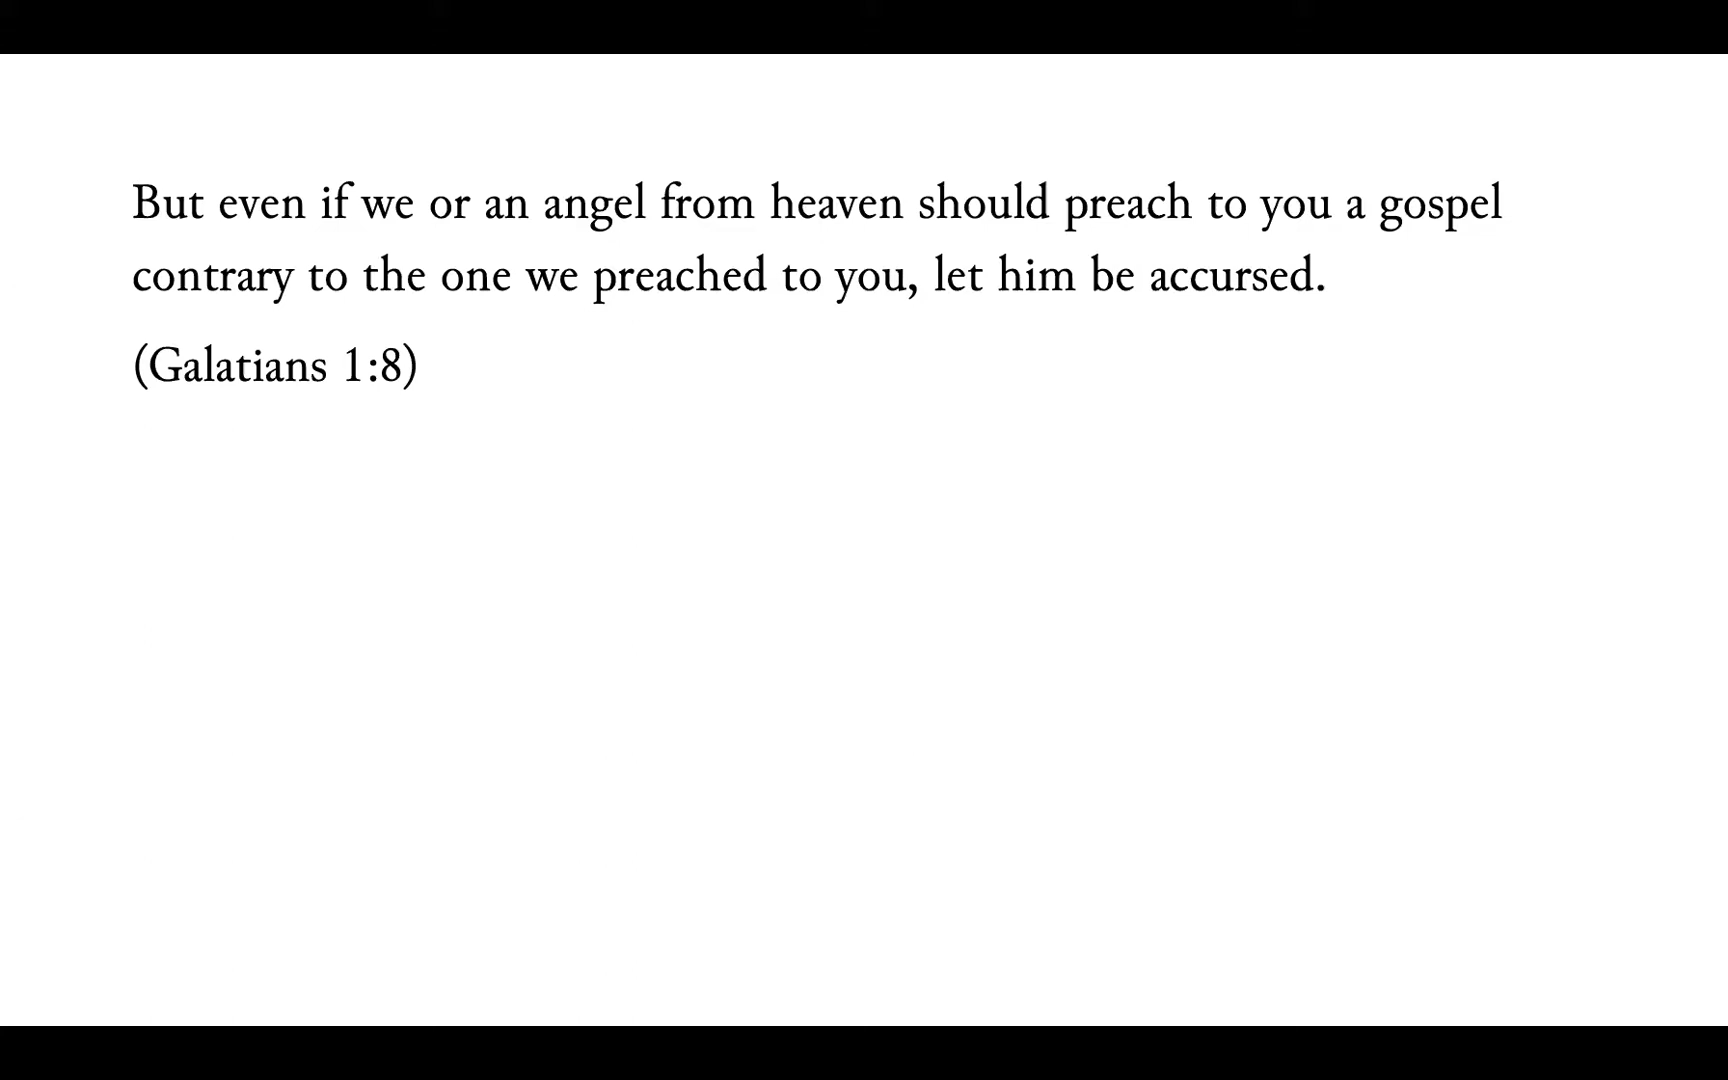 But even if we or an angel from heaven should preach to you a gospel
contrary to the one we preached to you, let him be accursed.
(Galatians 1:8)